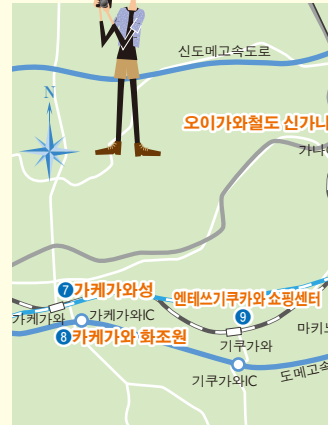 신도메고속도로
N
오이가와철도 신가나
가나
7 가케가와성
엔테쓰기쿠카와 쇼핑센터
9
가케가와
가케가와IC
8 카케가와 화조원
기쿠가와
마키노
기쿠가와IC
도메고속